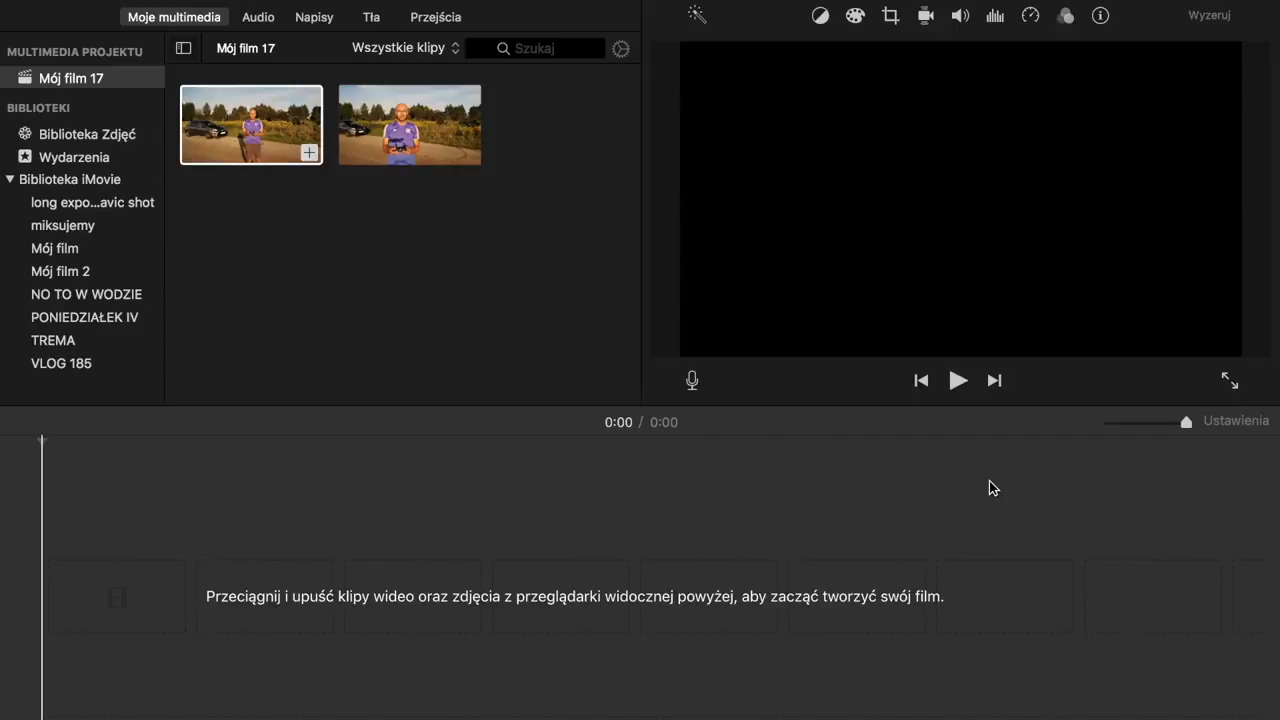 Moje multimedia
Audio
Napisy
Tła
Przejścia
Wyzeruj
MULTIMEDIA PROJEKTU
Mój film 17
Wszystkie klipy
Szukaj
Mój film 17
BIBLIOTEKI
Biblioteka Zdjęć
Wydarzenia
Biblioteka iMovie
long expo...avic shot
miksujemy
Mój film
Mój film 2
NO TO W WODZIE
PONIEDZIAŁEK IV
TREMA
VLOG 185
0:00 / 0:00
Ustawienia
Przeciągnij i upuść klipy wideo oraz zdjęcia z przeglądarki widocznej powyżej, aby zacząć tworzyć swój film.